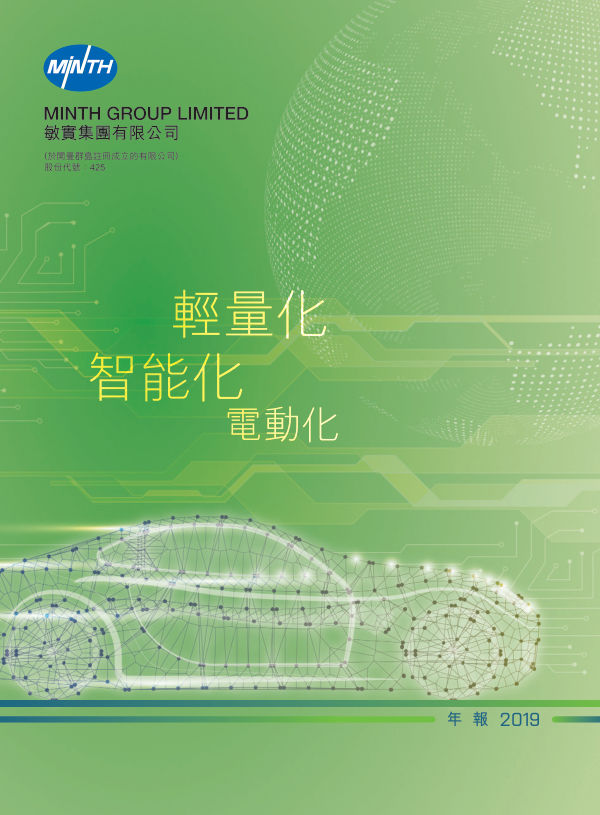 MINTH
MINTH GROUP LIMITED
敏實集團有限公司
(於開曼群島註冊成立的有限公司)
股份代號：425
輕量化
智能化
電動化
年報 2019